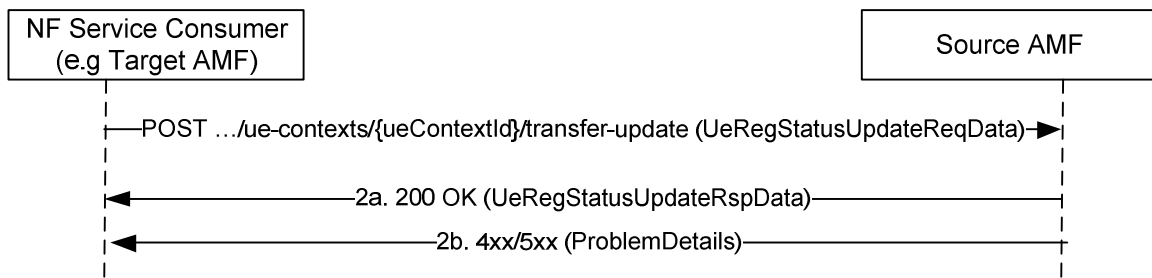 NF Service Consumer
(e.g Target AMF)
Source AMF
POST …/ue-contexts/{ueContextId}/transfer-update (UeRegStatusUpdateReqData)
2a. 200 OK (UeRegStatusUpdateRspData)
2b. 4xx/5xx (ProblemDetails)